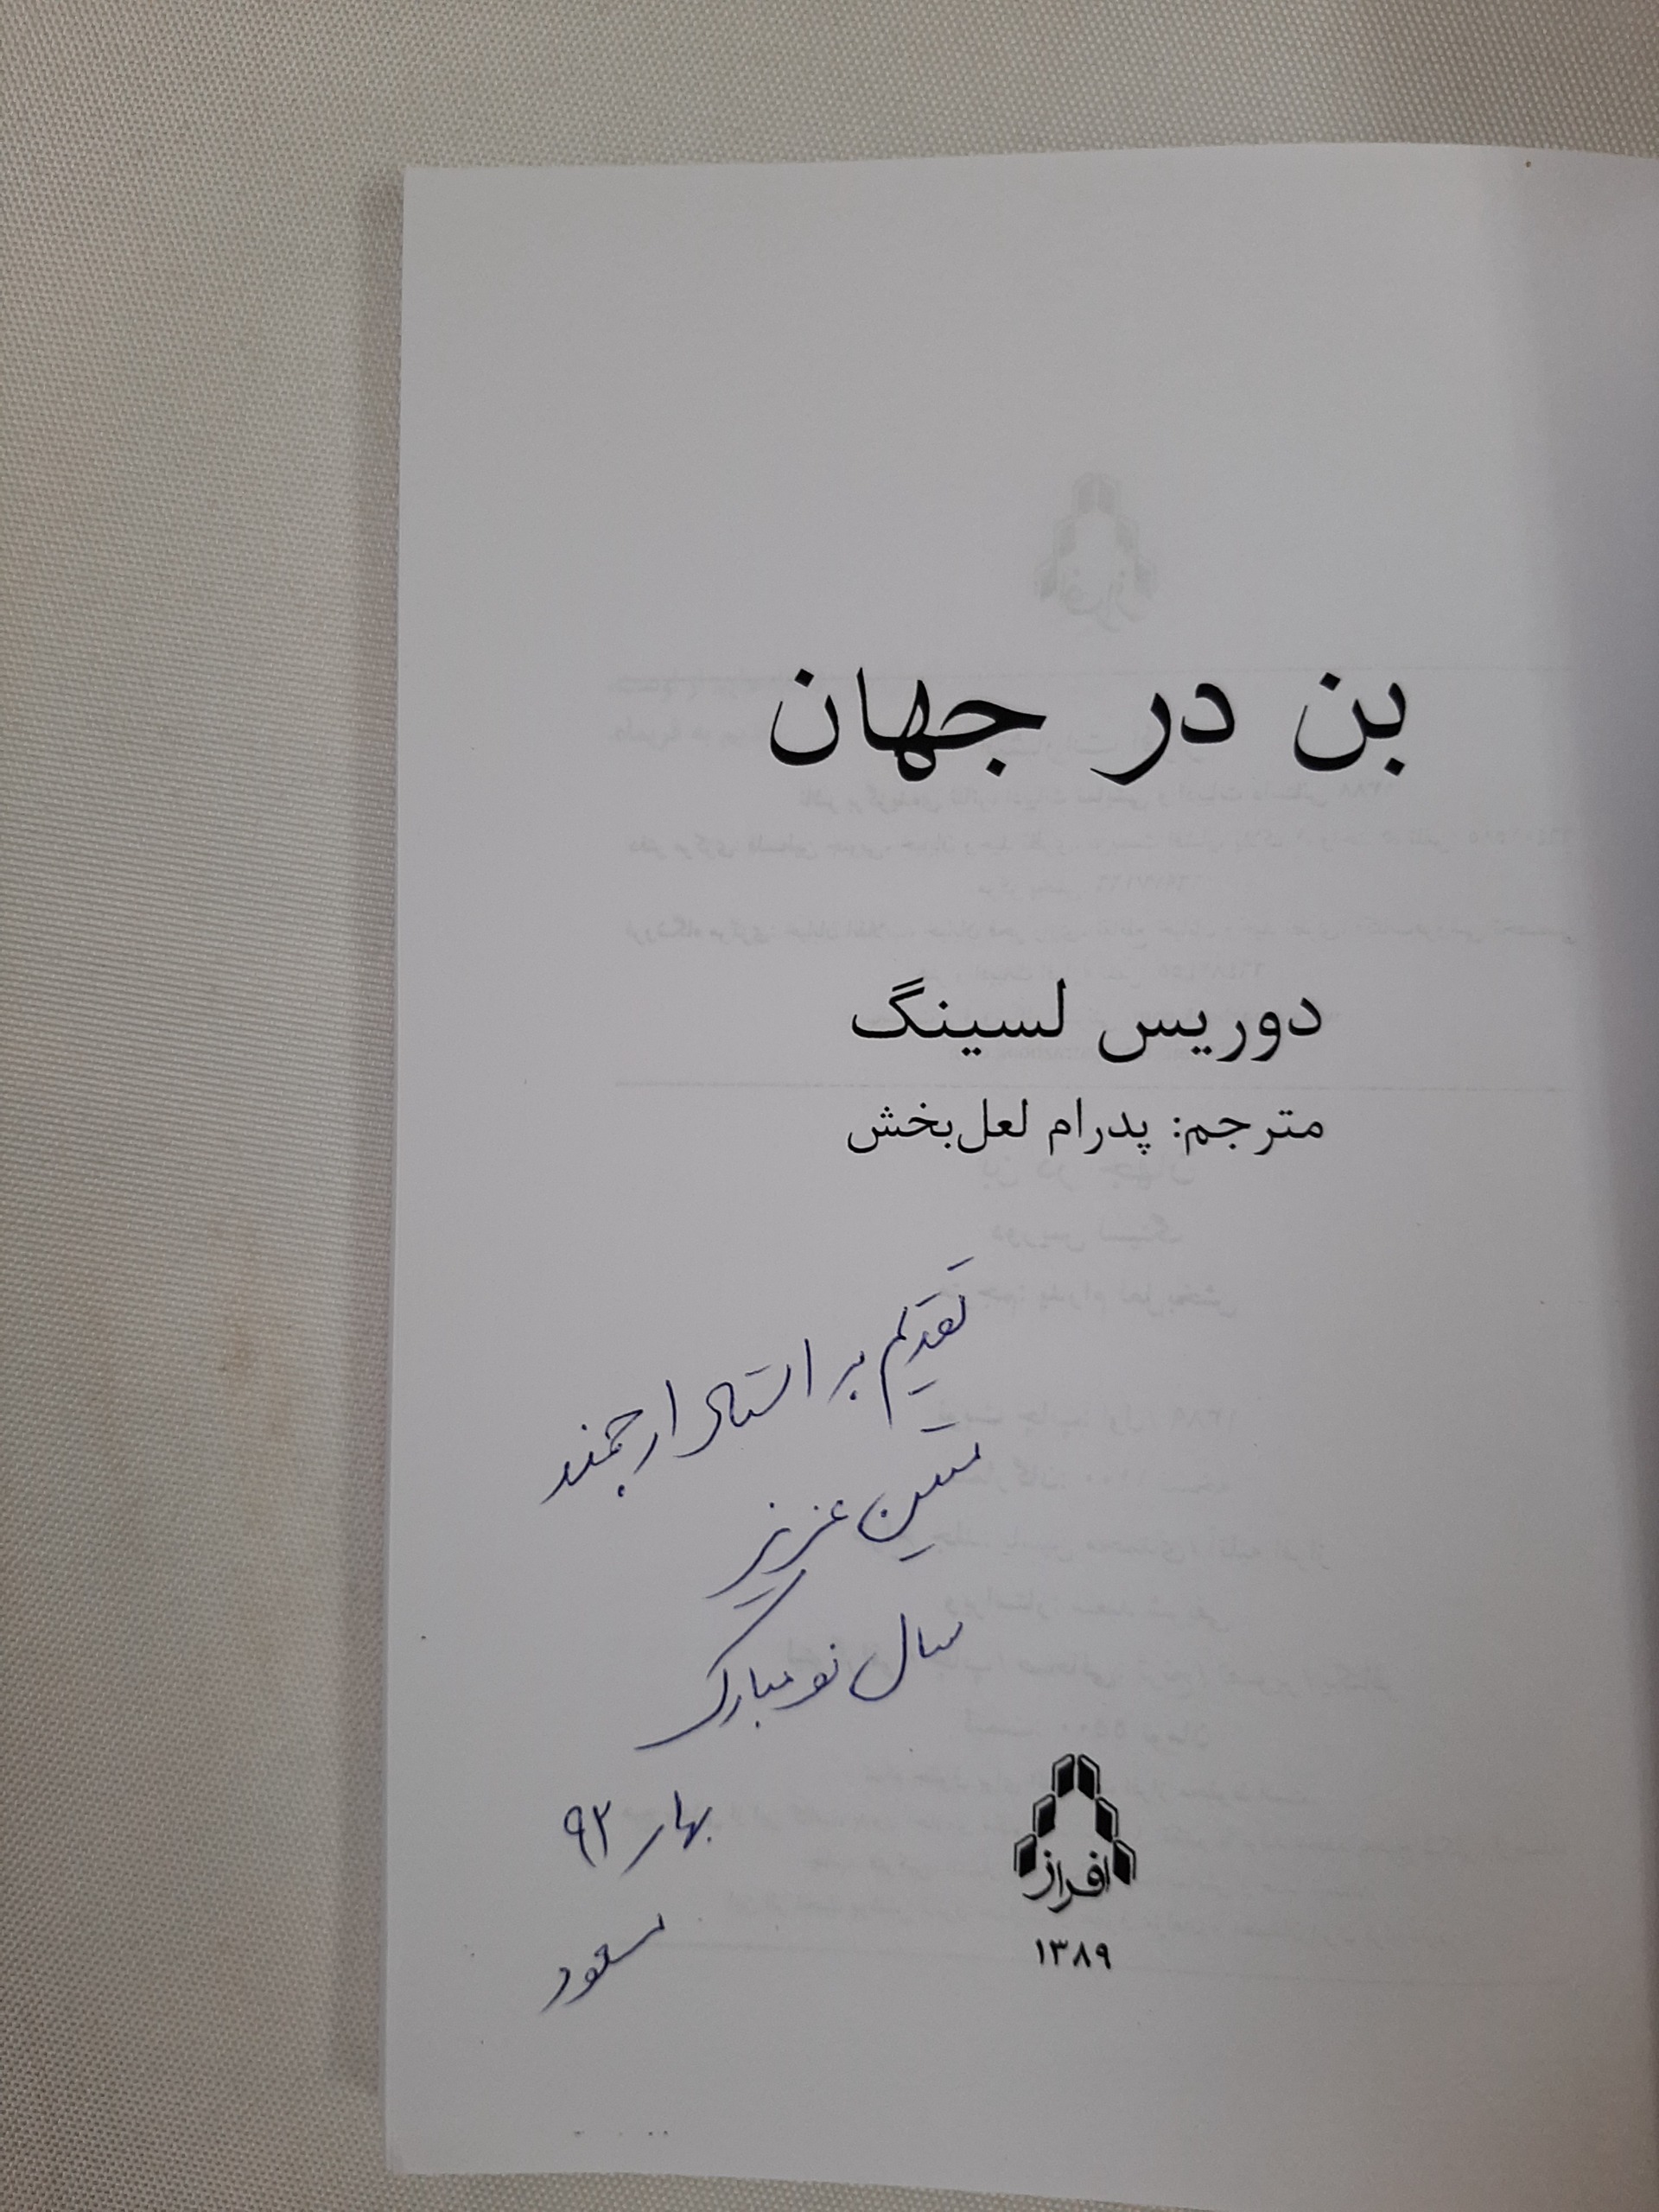 بن در جهان
دوریس لسینگ
مترجم: پدرام لعل‌بخش
تقدیم به استاد ارجمند
متین عزیز
سال نو مبارک
بهار ۹۲
مسعود
افراز
۱۳۸۹